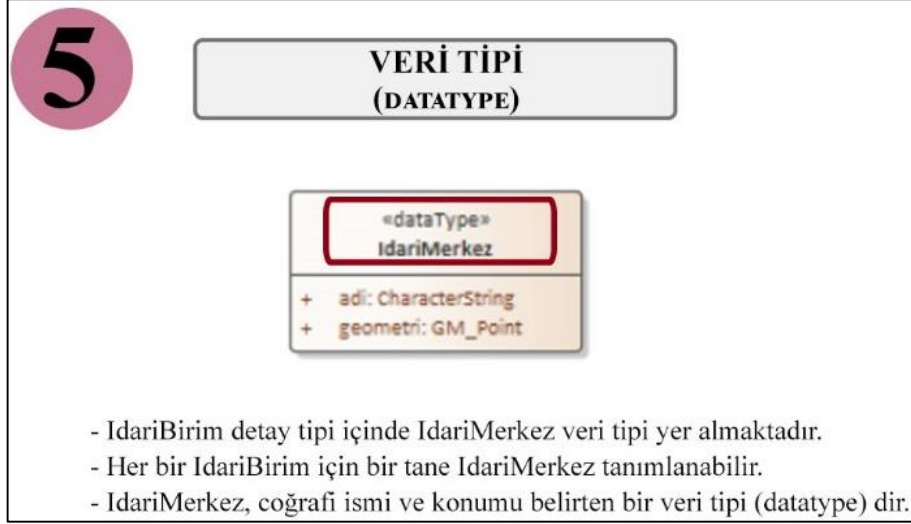 5
VERİ TİPİ
(DATATYPE)
«dataType»
IdariMerkez
+ adi: CharacterString
+ geometri: GM_Point
- IdariBirim detay tipi içinde IdariMerkez veri tipi yer almaktadır.
- Her bir IdariBirim için bir tane IdariMerkez tanımlanabilir.
- IdariMerkez, coğrafi ismi ve konumu belirten bir veri tipi (datatype) dir.